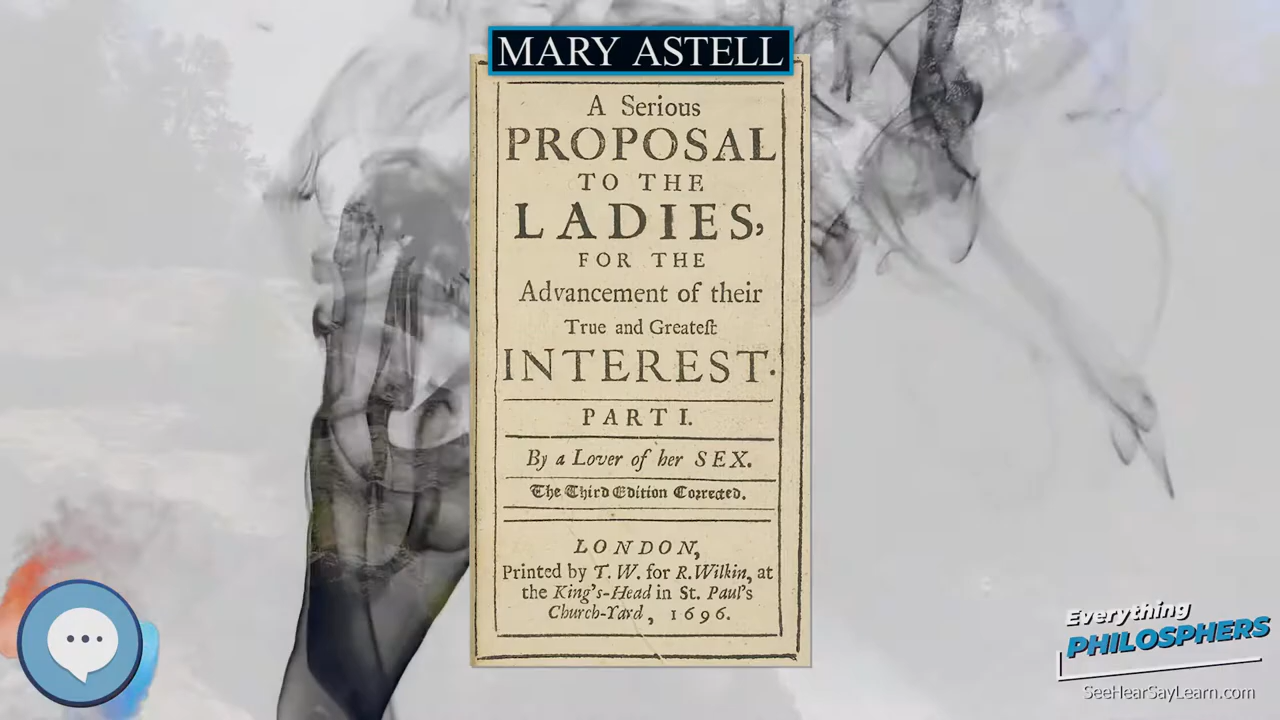 MARY ASTELL
A Serious
PROPOSAL
TO THE
LADIES,
FOR THE
Advancement of their
True and Greateſt
INTEREST.
PART I.
By a Lover of her SEX.
The Third Edition Corrected.
LONDON,
Printed by T. W. for R. Wilkin, at
the King's-Head in St. Paul's
Church-Yard, 1696.
Everything
PHILOSPHERS
SeeHearSayLearn.com